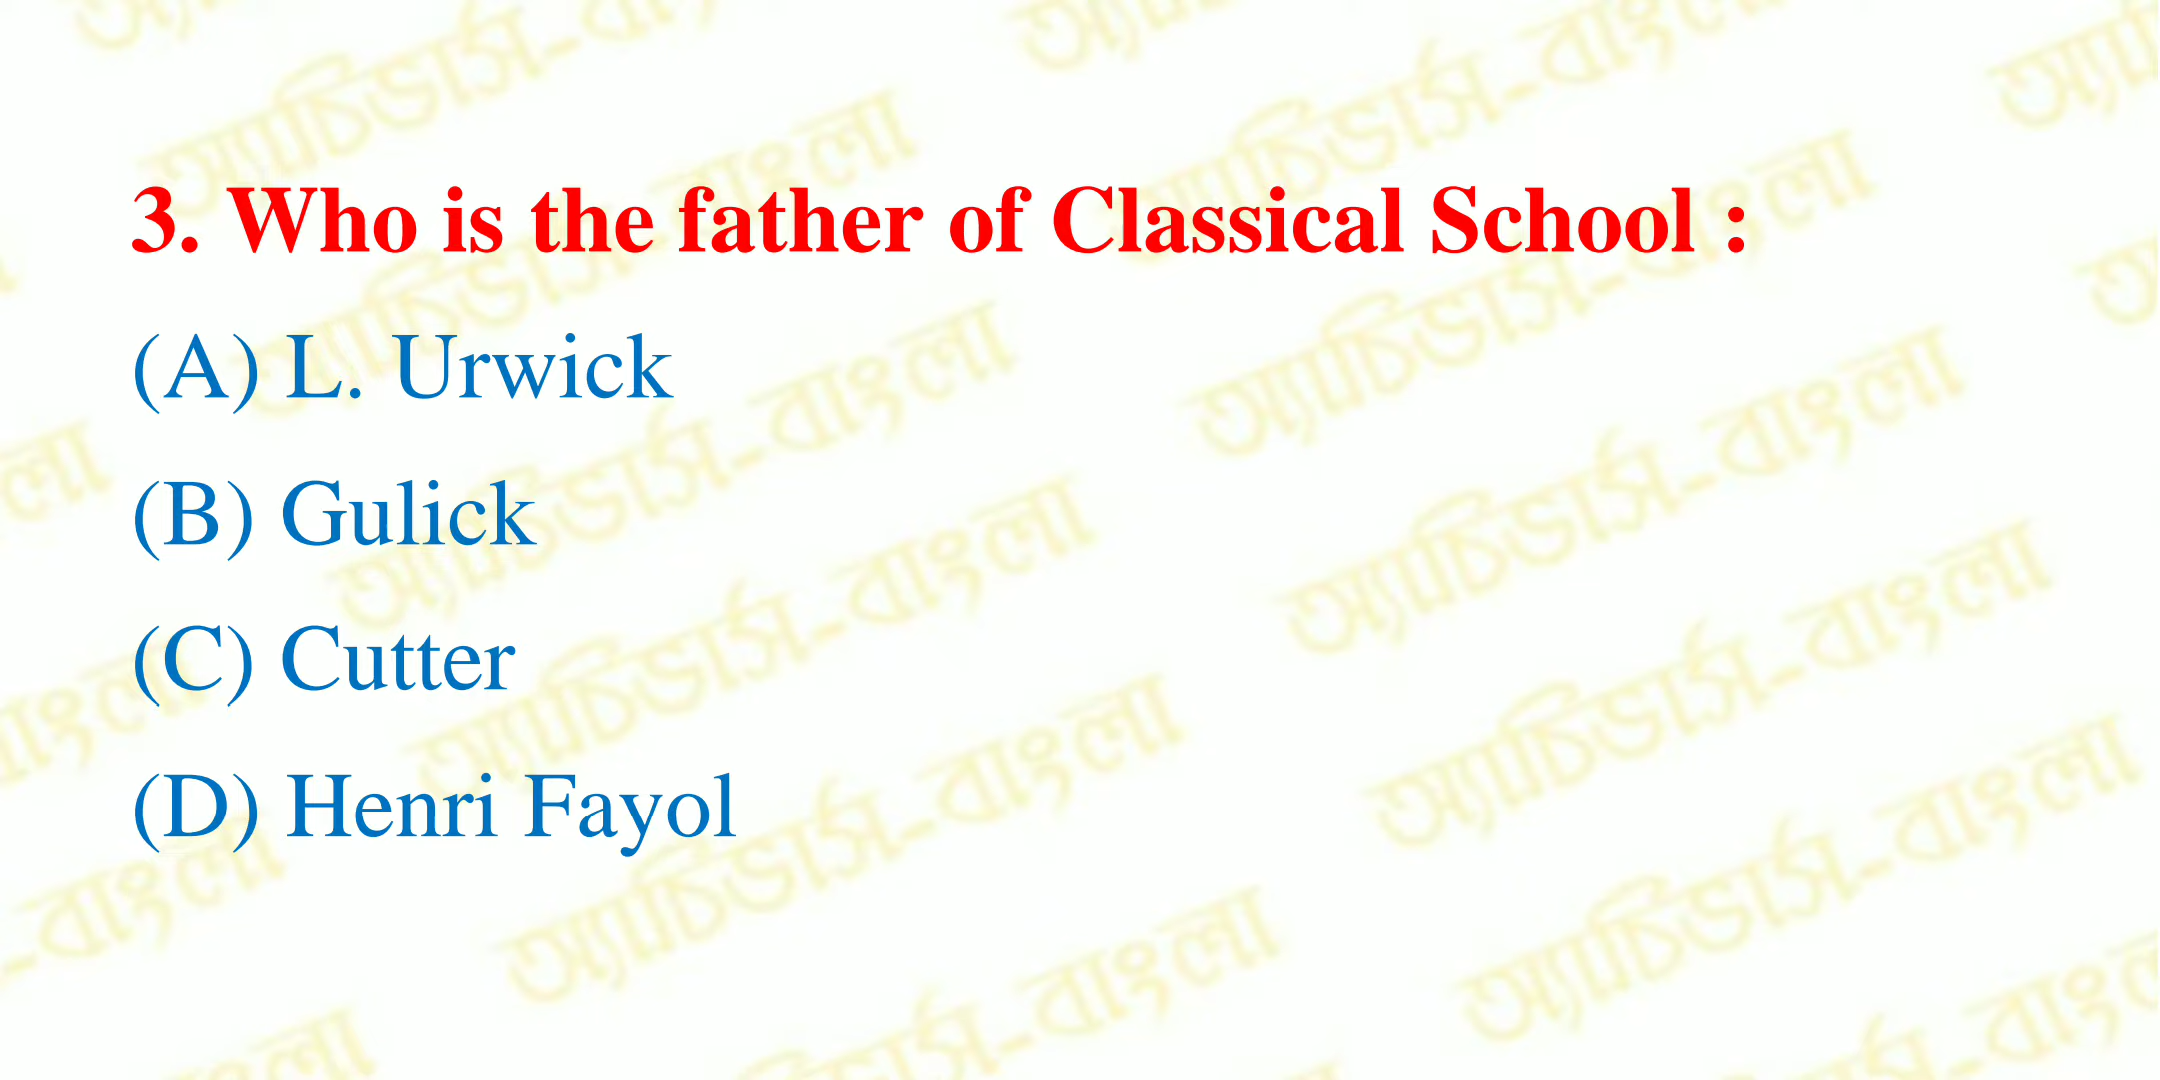 3. Who is the father of Classical School :
(A) L. Urwick
(B) Gulick
(C) Cutter
(D) Henri Fayol
অ্যাচিভার্স-বাংলা